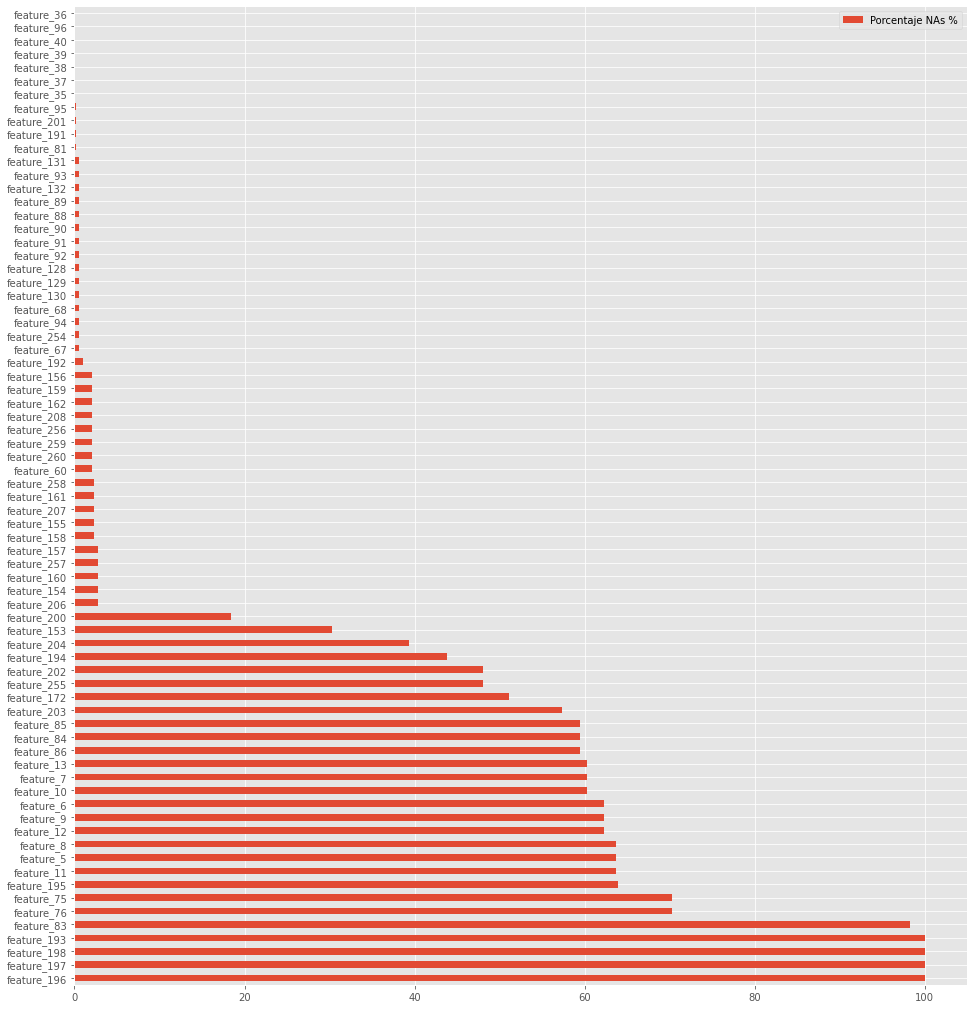 feature_36
Porcentaje NAs %
feature_96
feature_40
feature_39
feature_38
feature_37
feature_35
feature_95
feature_201
feature_191
feature_81
feature_131
feature_93
feature_132
feature_89
feature_88
feature_90
feature_91
feature_92
feature_128
feature_129
feature_130
feature_68
feature_94
feature_254
feature_67
feature_192
feature_156
feature_159
feature_162
feature_208
feature_256
feature_259
feature_260
feature_60
feature_258
feature_161
feature_207
feature_155
feature_158
feature_157
feature_257
feature_160
feature_154
feature_206
feature_200
feature_153
feature_204
feature_194
feature_202
feature_255
feature_172
feature_203
feature_85
feature_84
feature_86
feature_13
feature_7
feature_10
feature_6
feature_9
feature_12
feature_8
feature_5
feature_11
feature_195
feature_75
feature_76
feature_83
feature_193
feature_198
feature_197
feature_196
0 20 40 60 80 100